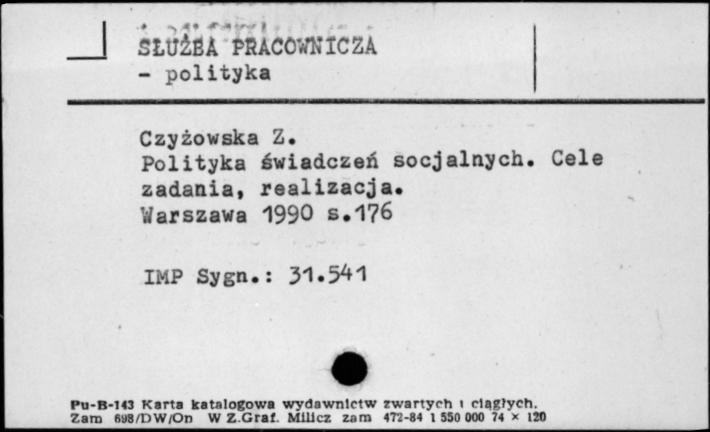 SŁUŻBA PRACOWNICZA
- polityka
Czyżowska Z.
Polityka świadczeń socjalnych. Cele
zadania, realizacja.
Warszawa 1990 s.176
IMP Sygn.: 31.541
Pu-B-143 Karta katalogowa wydawnictw zwartych i ciągłych.
Zam 698/DW/On W Z.Graf. Milicz zam 472-84 1 550 000 74 × 120